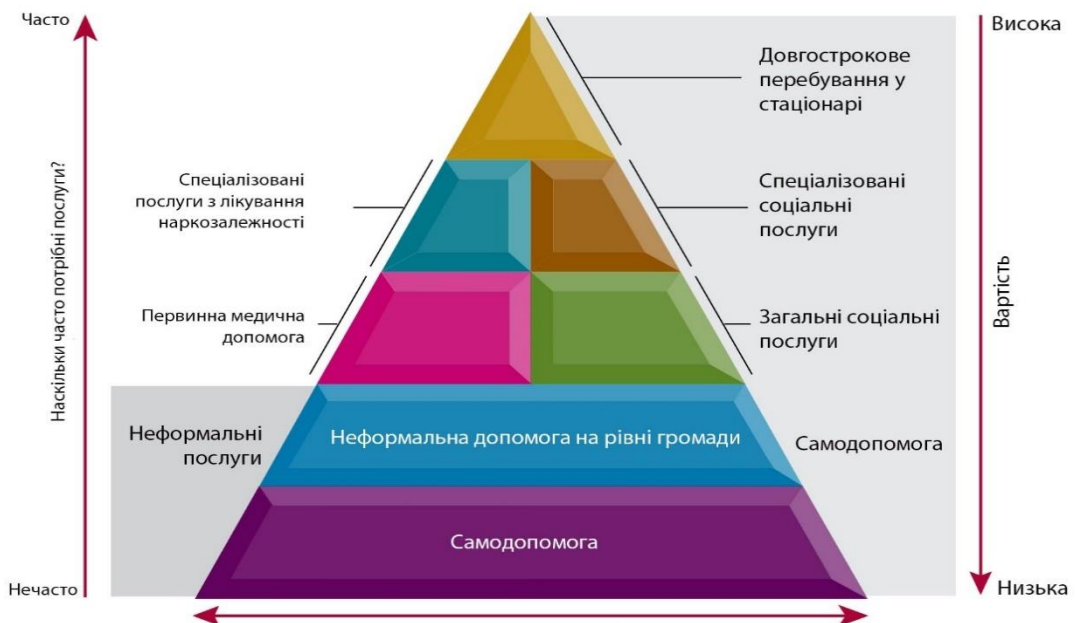 Часто
Висока
Довгострокове
перебування у
стаціонарі
Наскільки часто потрібні послуги?
Спеціалізовані
послуги з лікування
наркозалежності
Спеціалізовані
соціальні
послуги
Вартість
Первинна медична
допомога
Загальні соціальні
послуги
Неформальні
послуги
Неформальна допомога на рівні громади
Самодопомога
Самодопомога
Нечасто
Низька